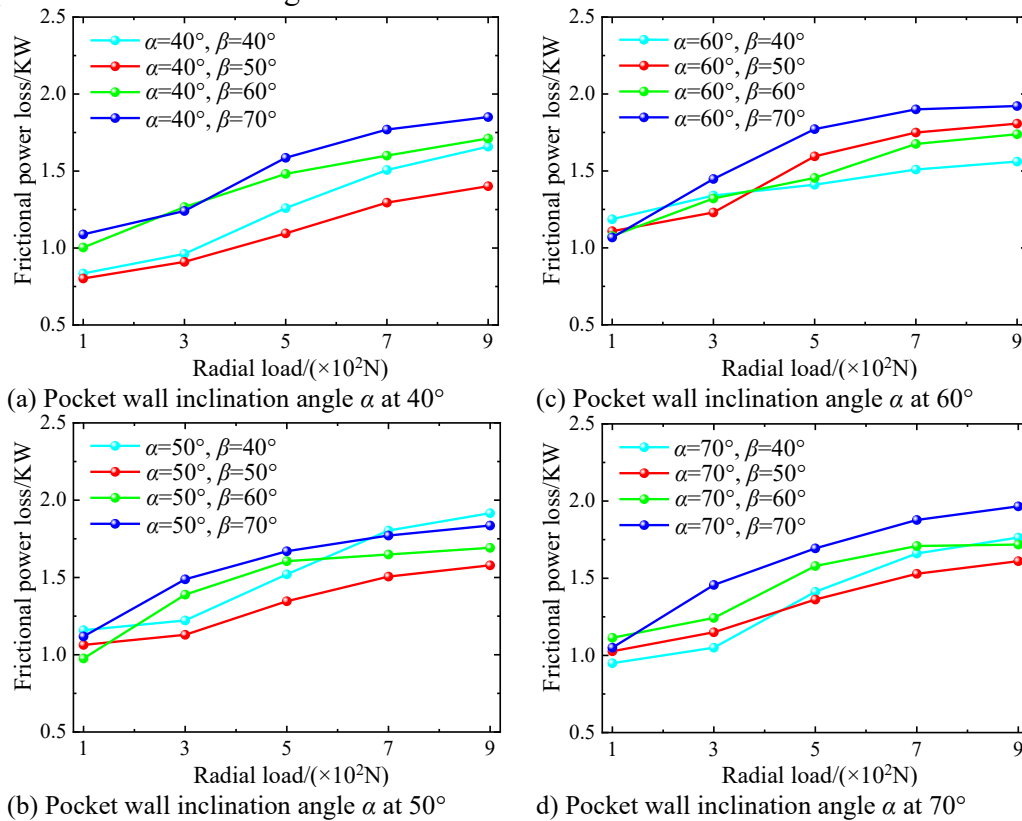 Frictional power loss/KW
2.5
2.0
1.5
1.0
0.5
α=40°, β=40°
α=40°, β=50°
α=40°, β=60°
α=40°, β=70°
1 3 5 7 9
Radial load/(×10²N)
(a) Pocket wall inclination angle α at 40°
Frictional power loss/KW
2.5
2.0
1.5
1.0
0.5
α=60°, β=40°
α=60°, β=50°
α=60°, β=60°
α=60°, β=70°
1 3 5 7 9
Radial load/(×10²N)
(c) Pocket wall inclination angle α at 60°
Frictional power loss/KW
2.5
2.0
1.5
1.0
0.5
α=50°, β=40°
α=50°, β=50°
α=50°, β=60°
α=50°, β=70°
1 3 5 7 9
Radial load/(×10²N)
(b) Pocket wall inclination angle α at 50°
Frictional power loss/KW
2.5
2.0
1.5
1.0
0.5
α=70°, β=40°
α=70°, β=50°
α=70°, β=60°
α=70°, β=70°
1 3 5 7 9
Radial load/(×10²N)
d) Pocket wall inclination angle α at 70°